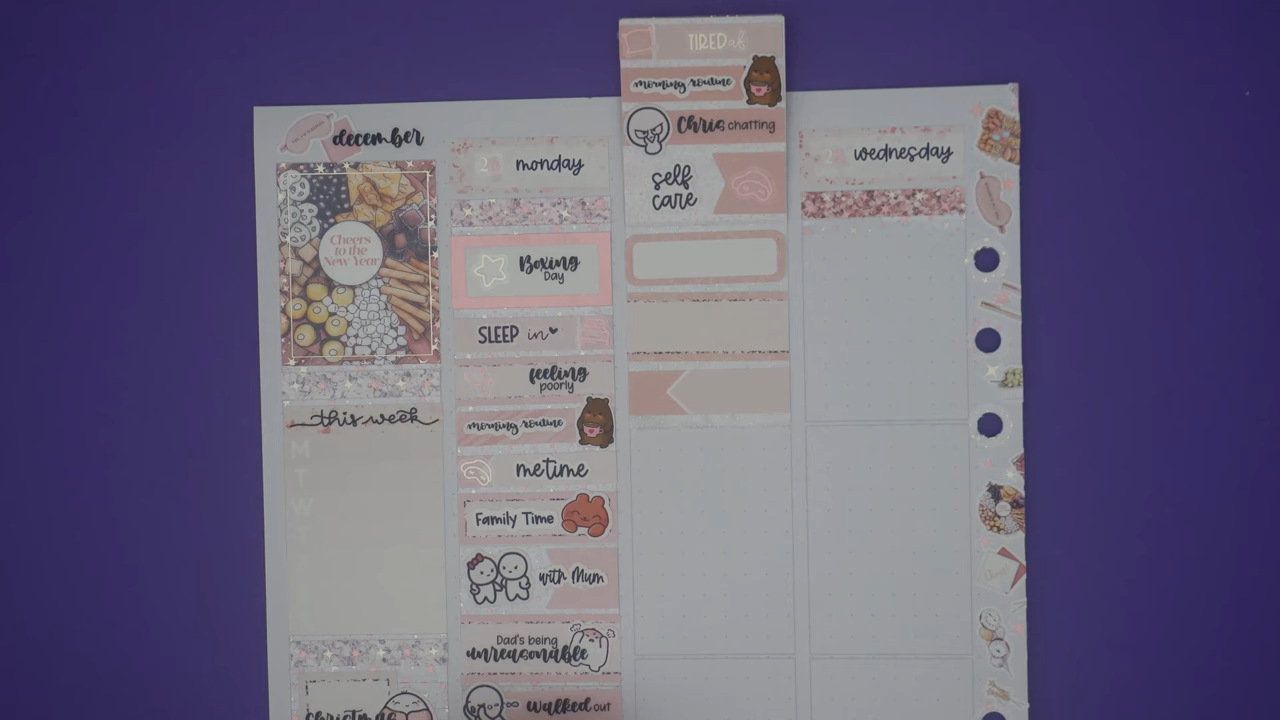 december
Cheers
to the
New Year
this week
M
T
W
christmas
monday
Boxing
Day
SLEEP in
feeling
poorly
morning routine
me time
Family Time
with Mum
Dad's being
unreasonable
walked out
TIRED af
morning routine
Chris chatting
self
care
wednesday